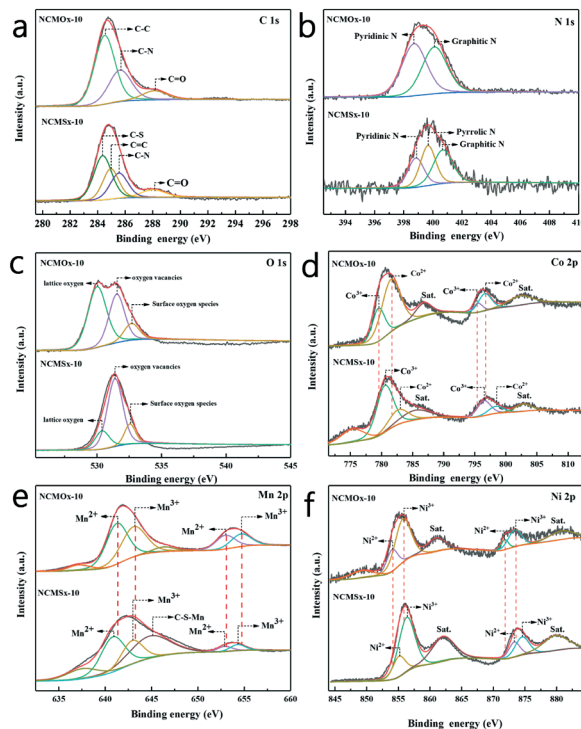 a
NCMOx-10
C 1s
C-C
C-N
C=O
NCMSx-10
C-S
C=C
C-N
C=O
Intensity (a.u.)
280 282 284 286 288 290 292 294 296 298
Binding energy (eV)
b
NCMOx-10
N 1s
Pyridinic N
Graphitic N
NCMSx-10
Pyridinic N
Pyrrolic N
Graphitic N
Intensity (a.u.)
394 396 398 400 402 404 406 408 41
Binding energy (eV)
c
O 1s
NCMOx-10
lattice oxygen
oxygen vacancies
Surface oxygen species
NCMSx-10
oxygen vacancies
lattice oxygen
Surface oxygen species
Intensity (a.u.)
530 535 540 545
Binding energy (eV)
d
NCMOx-10
Co 2p
Co³⁺
Co²⁺
Sat.
Co³⁺
Co²⁺
Sat.
NCMSx-10
Co³⁺
Co²⁺
Sat.
Co³⁺
Co²⁺
Sat.
Intensity (a.u.)
775 780 785 790 795 800 805 810
Binding energy (eV)
e
NCMOx-10
Mn 2p
Mn²⁺
Mn³⁺
Mn²⁺
Mn³⁺
NCMSx-10
Mn²⁺
Mn³⁺
C-S-Mn
Mn²⁺
Mn³⁺
Intensity (a.u.)
635 640 645 650 655 660
Binding energy (eV)
f
NCMOx-10
Ni 2p
Ni²⁺
Ni³⁺
Sat.
Ni²⁺
Ni³⁺
Sat.
NCMSx-10
Ni²⁺
Ni³⁺
Sat.
Ni²⁺
Ni³⁺
Sat.
Intensity (a.u.)
845 850 855 860 865 870 875 880
Binding energy (eV)